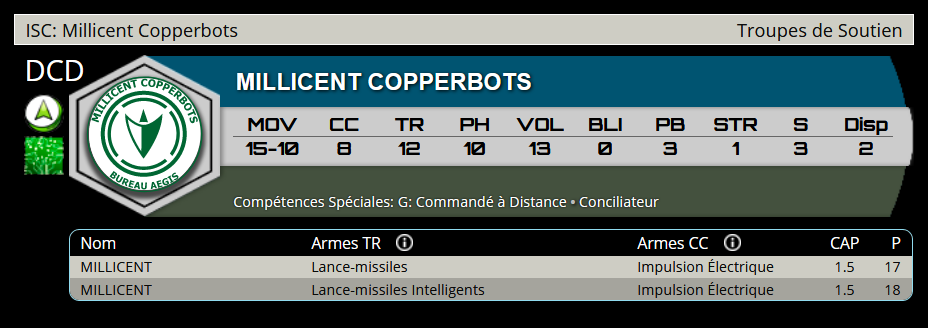 ISC: Millicent Copperbots Troupes de Soutien
DCD
MILLICENT COPPERBOTS
BUREAU AEGIS
MILLICENT COPPERBOTS
MOV CC TR PH VOL BLI PB STR S Disp
15-10 8 12 10 13 0 3 1 3 2
Compétences Spéciales: G: Commandé à Distance • Conciliateur
Nom Armes TR Armes CC CAP P
MILLICENT Lance-missiles Impulsion Électrique 1.5 17
MILLICENT Lance-missiles Intelligents Impulsion Électrique 1.5 18